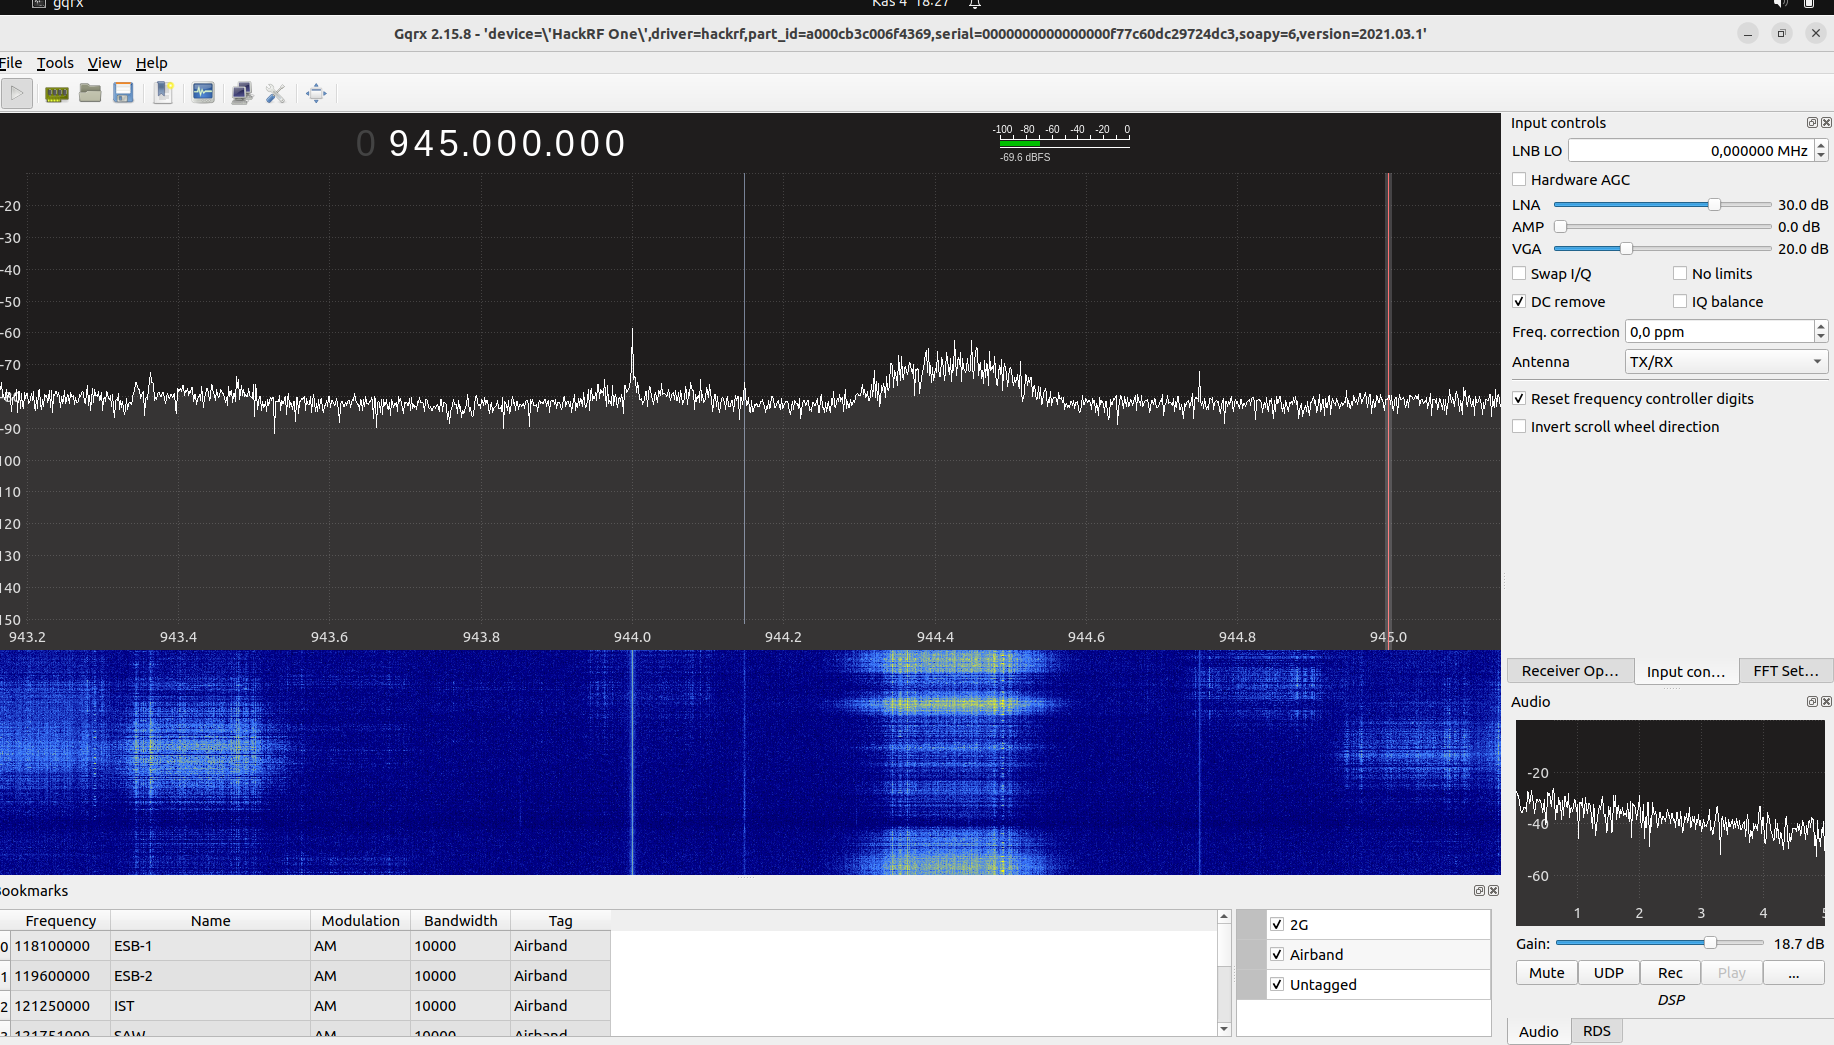 gqrx
Kas 4 18:27
Gqrx 2.15.8 - 'device=\'HackRF One\',driver=hackrf,part_id=a000cb3c006f4369,serial=0000000000000000f77c60dc29724dc3,soapy=6,version=2021.03.1'
File Tools View Help
0 945.000.000
-100 -80 -60 -40 -20 0
-69.6 dBFS
-20
-30
-40
-50
-60
-70
-80
-90
100
110
120
130
140
150
943.2 943.4 943.6 943.8 944.0 944.2 944.4 944.6 944.8 945.0
Input controls
LNB LO 0,000000 MHz
Hardware AGC
LNA 30.0 dB
AMP 0.0 dB
VGA 20.0 dB
Swap I/Q No limits
DC remove IQ balance
Freq. correction 0,0 ppm
Antenna TX/RX
Reset frequency controller digits
Invert scroll wheel direction
Receiver Op... Input con... FFT Set...
Audio
-20
-40
-60
1 2 3 4 5
Gain: 18.7 dB
Mute UDP Rec Play ...
DSP
Audio RDS
ookmarks
Frequency Name Modulation Bandwidth Tag
0 118100000 ESB-1 AM 10000 Airband
1 119600000 ESB-2 AM 10000 Airband
2 121250000 IST AM 10000 Airband
3 121751000 SAW AM 10000 Airband
2G
Airband
Untagged